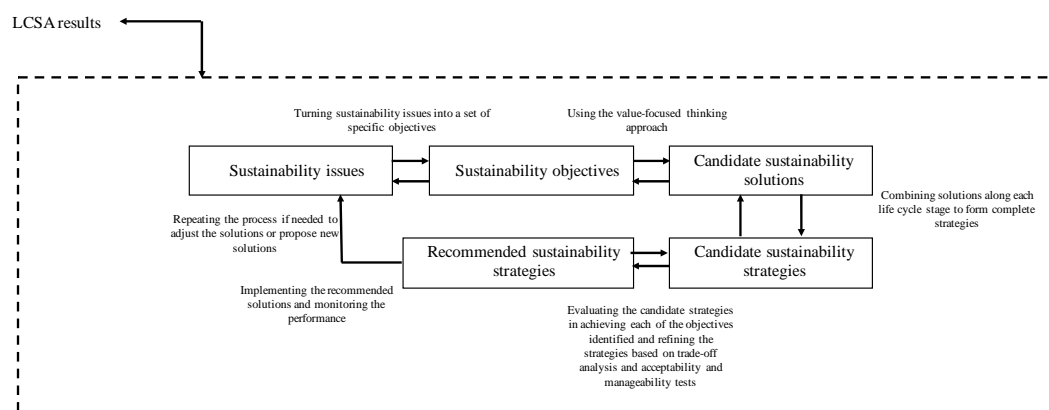 LCSA results
Turning sustainability issues into a set of
specific objectives
Using the value-focused thinking
approach
Sustainability issues
Sustainability objectives
Candidate sustainability
solutions
Combining solutions along each
life cycle stage to form complete
strategies
Repeating the process if needed to
adjust the solutions or propose new
solutions
Recommended sustainability
strategies
Candidate sustainability
strategies
Implementing the recommended
solutions and monitoring the
performance
Evaluating the candidate strategies
in achieving each of the objectives
identified and refining the
strategies based on trade-off
analysis and acceptability and
manageability tests